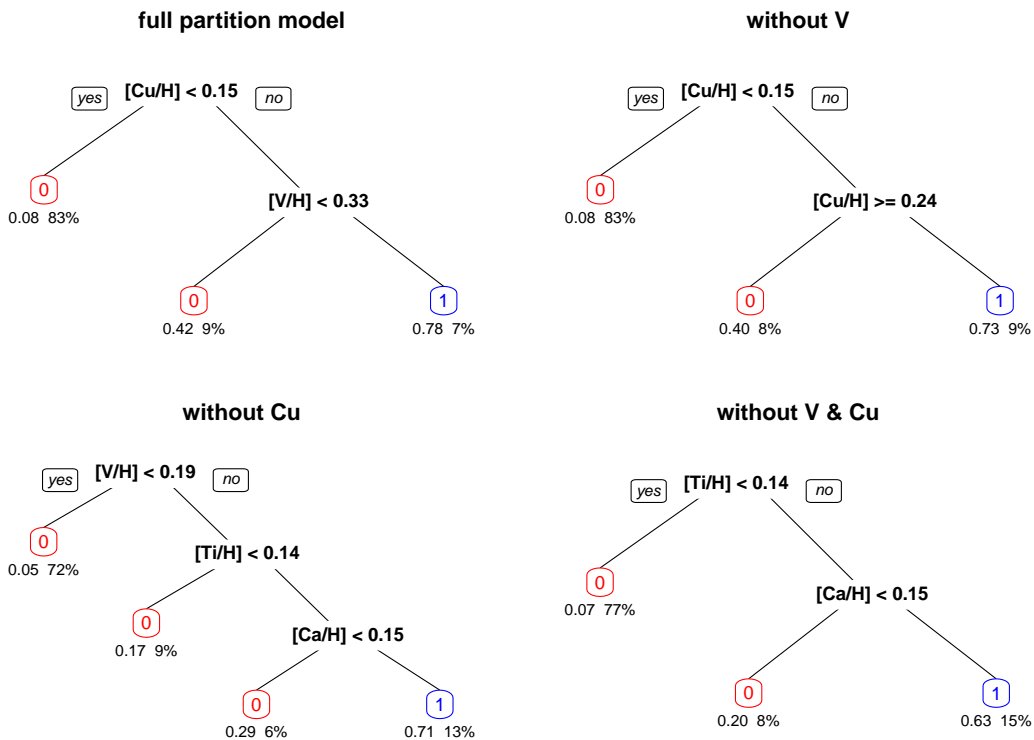 full partition model
yes [Cu/H] < 0.15 no
0
0.08 83%
[V/H] < 0.33
0 1
0.42 9% 0.78 7%
without V
yes [Cu/H] < 0.15 no
0
0.08 83%
[Cu/H] >= 0.24
0 1
0.40 8% 0.73 9%
without Cu
yes [V/H] < 0.19 no
0
0.05 72%
[Ti/H] < 0.14
0
0.17 9%
[Ca/H] < 0.15
0 1
0.29 6% 0.71 13%
without V & Cu
yes [Ti/H] < 0.14 no
0
0.07 77%
[Ca/H] < 0.15
0 1
0.20 8% 0.63 15%